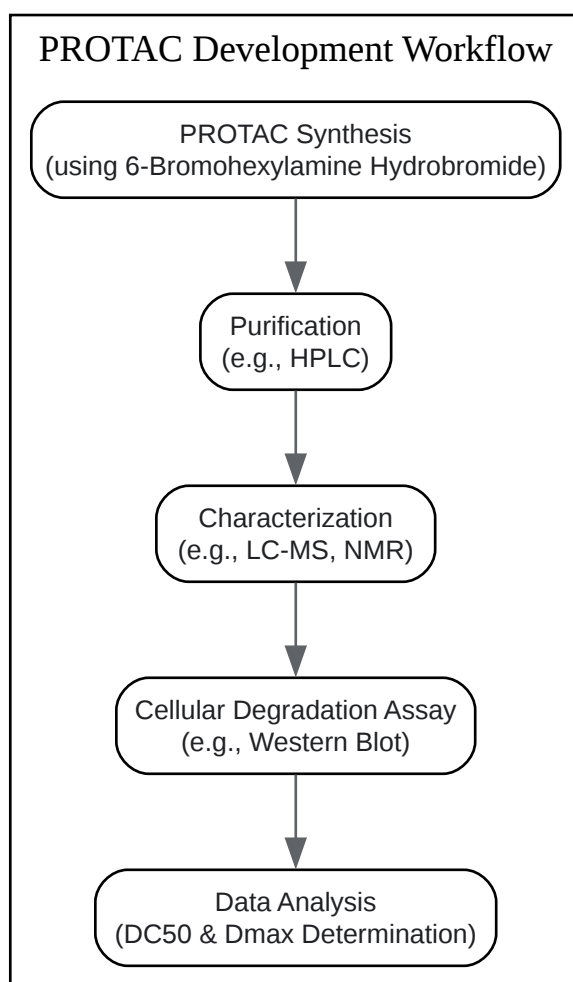 PROTAC Development Workflow
PROTAC Synthesis
(using 6-Bromohexylamine Hydrobromide)
Purification
(e.g., HPLC)
Characterization
(e.g., LC-MS, NMR)
Cellular Degradation Assay
(e.g., Western Blot)
Data Analysis
(DC50 & Dmax Determination)